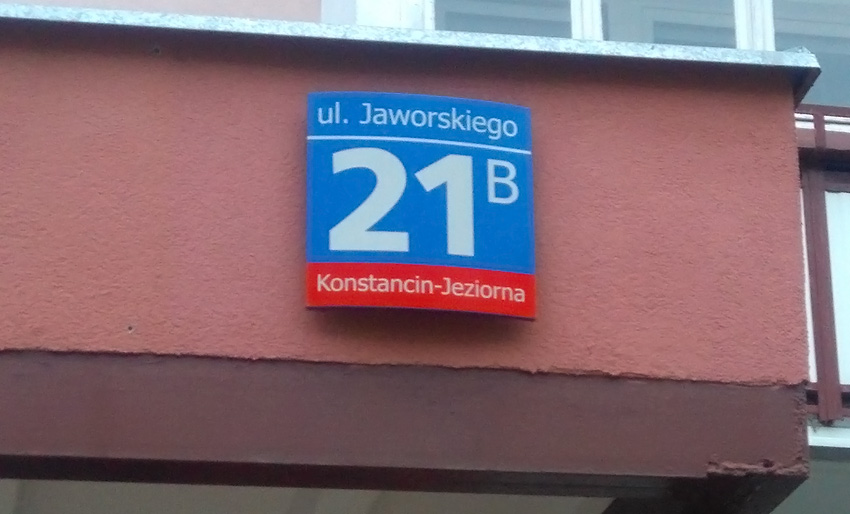 ul. Jaworskiego
21B
Konstancin-Jeziorna